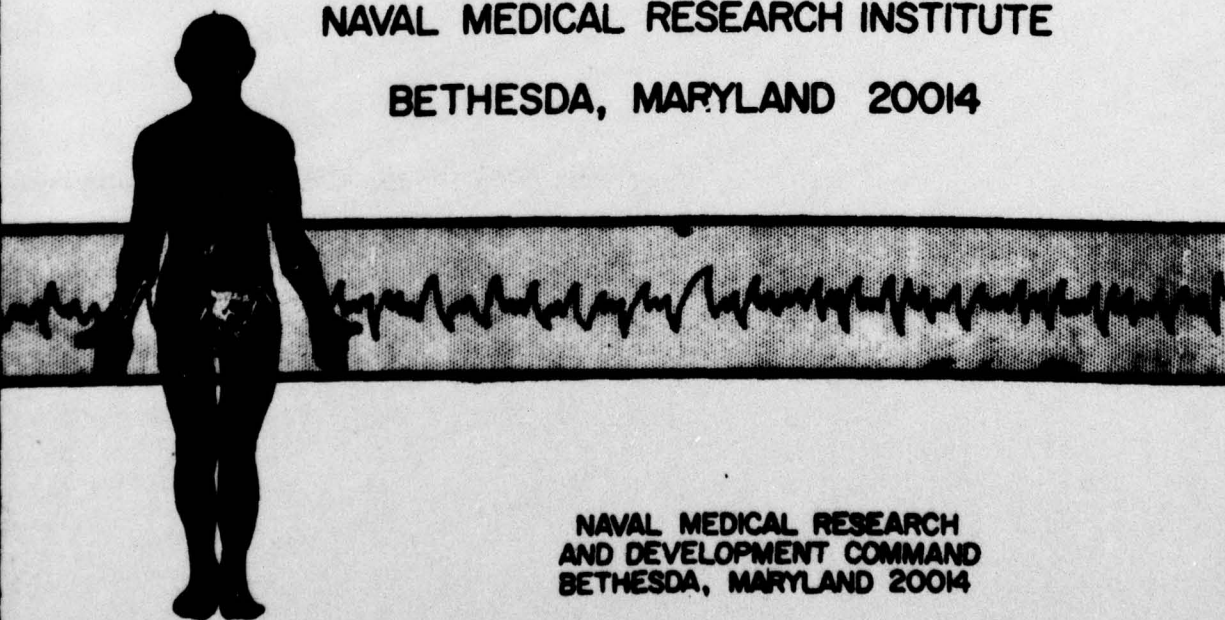 NAVAL MEDICAL RESEARCH INSTITUTE
BETHESDA, MARYLAND 20014
NAVAL MEDICAL RESEARCH
AND DEVELOPMENT COMMAND
BETHESDA, MARYLAND 20014